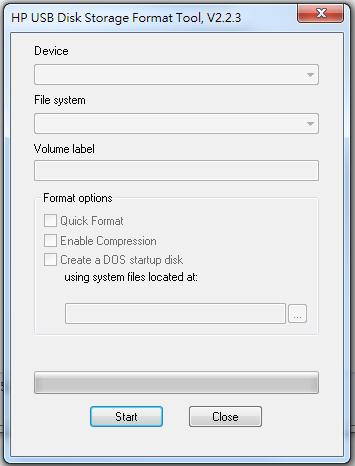 HP USB Disk Storage Format Tool, V2.2.3
Device
File system
Volume label
Format options
Quick Format
Enable Compression
Create a DOS startup disk
using system files located at:
...
Start
Close